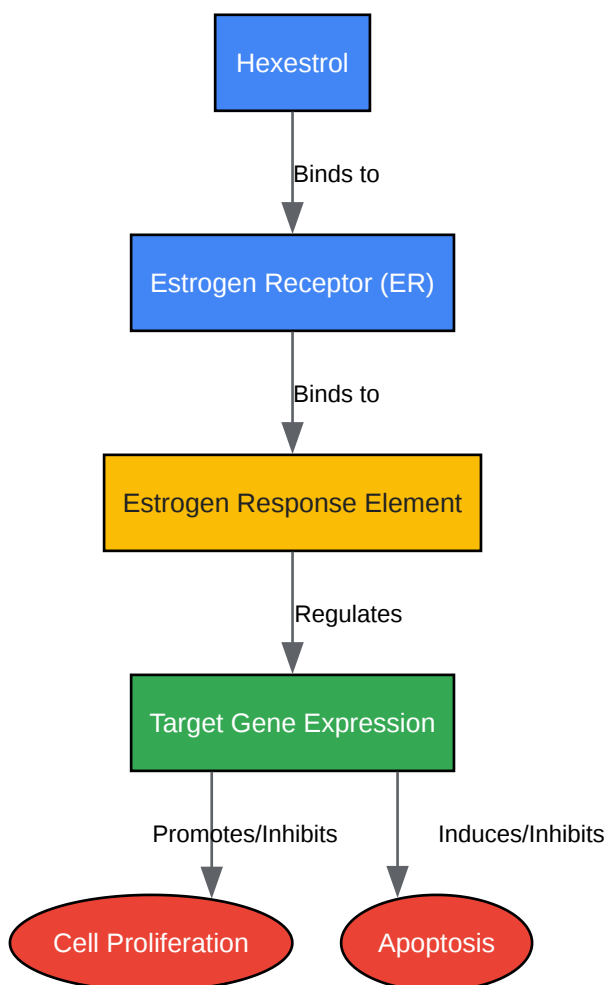 Hexestrol
Binds to
Estrogen Receptor (ER)
Binds to
Estrogen Response Element
Regulates
Target Gene Expression
Promotes/Inhibits
Induces/Inhibits
Cell Proliferation
Apoptosis